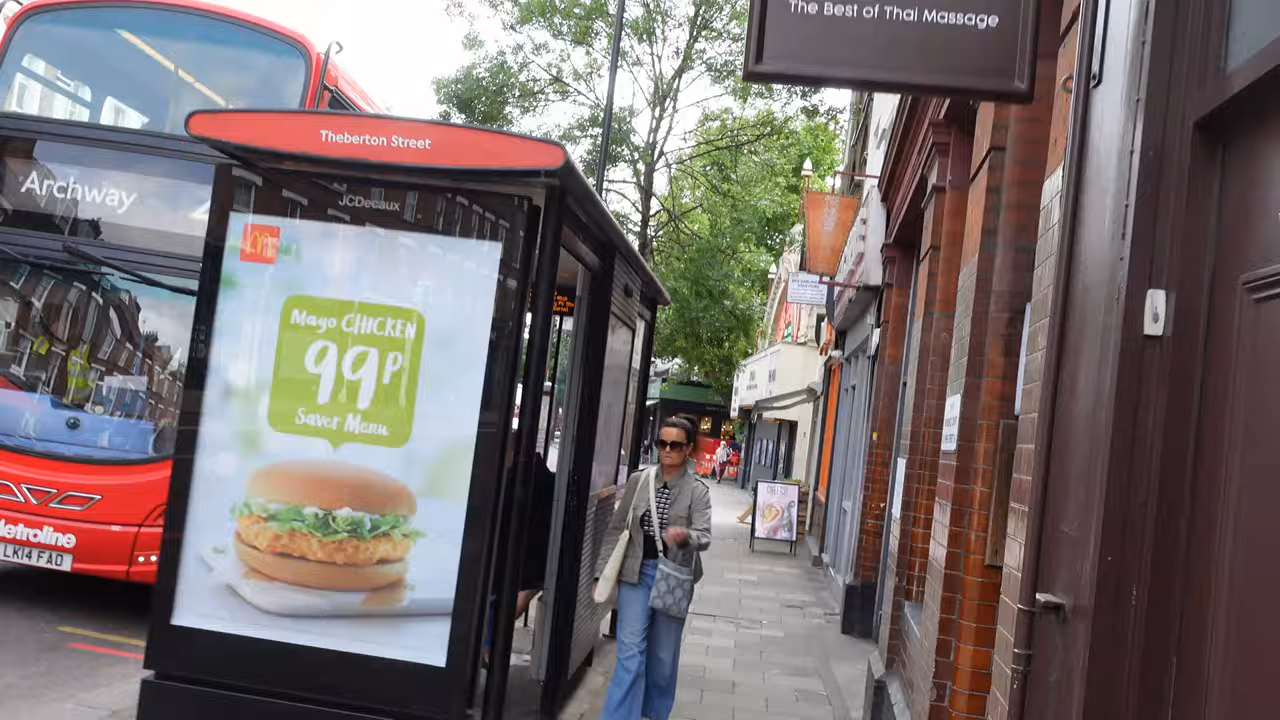 The Best of Thai Massage
Theberton Street
Archway
JCDecaux
Mayo CHICKEN
99P
Saver Menu
Metroline
LK14 FAO